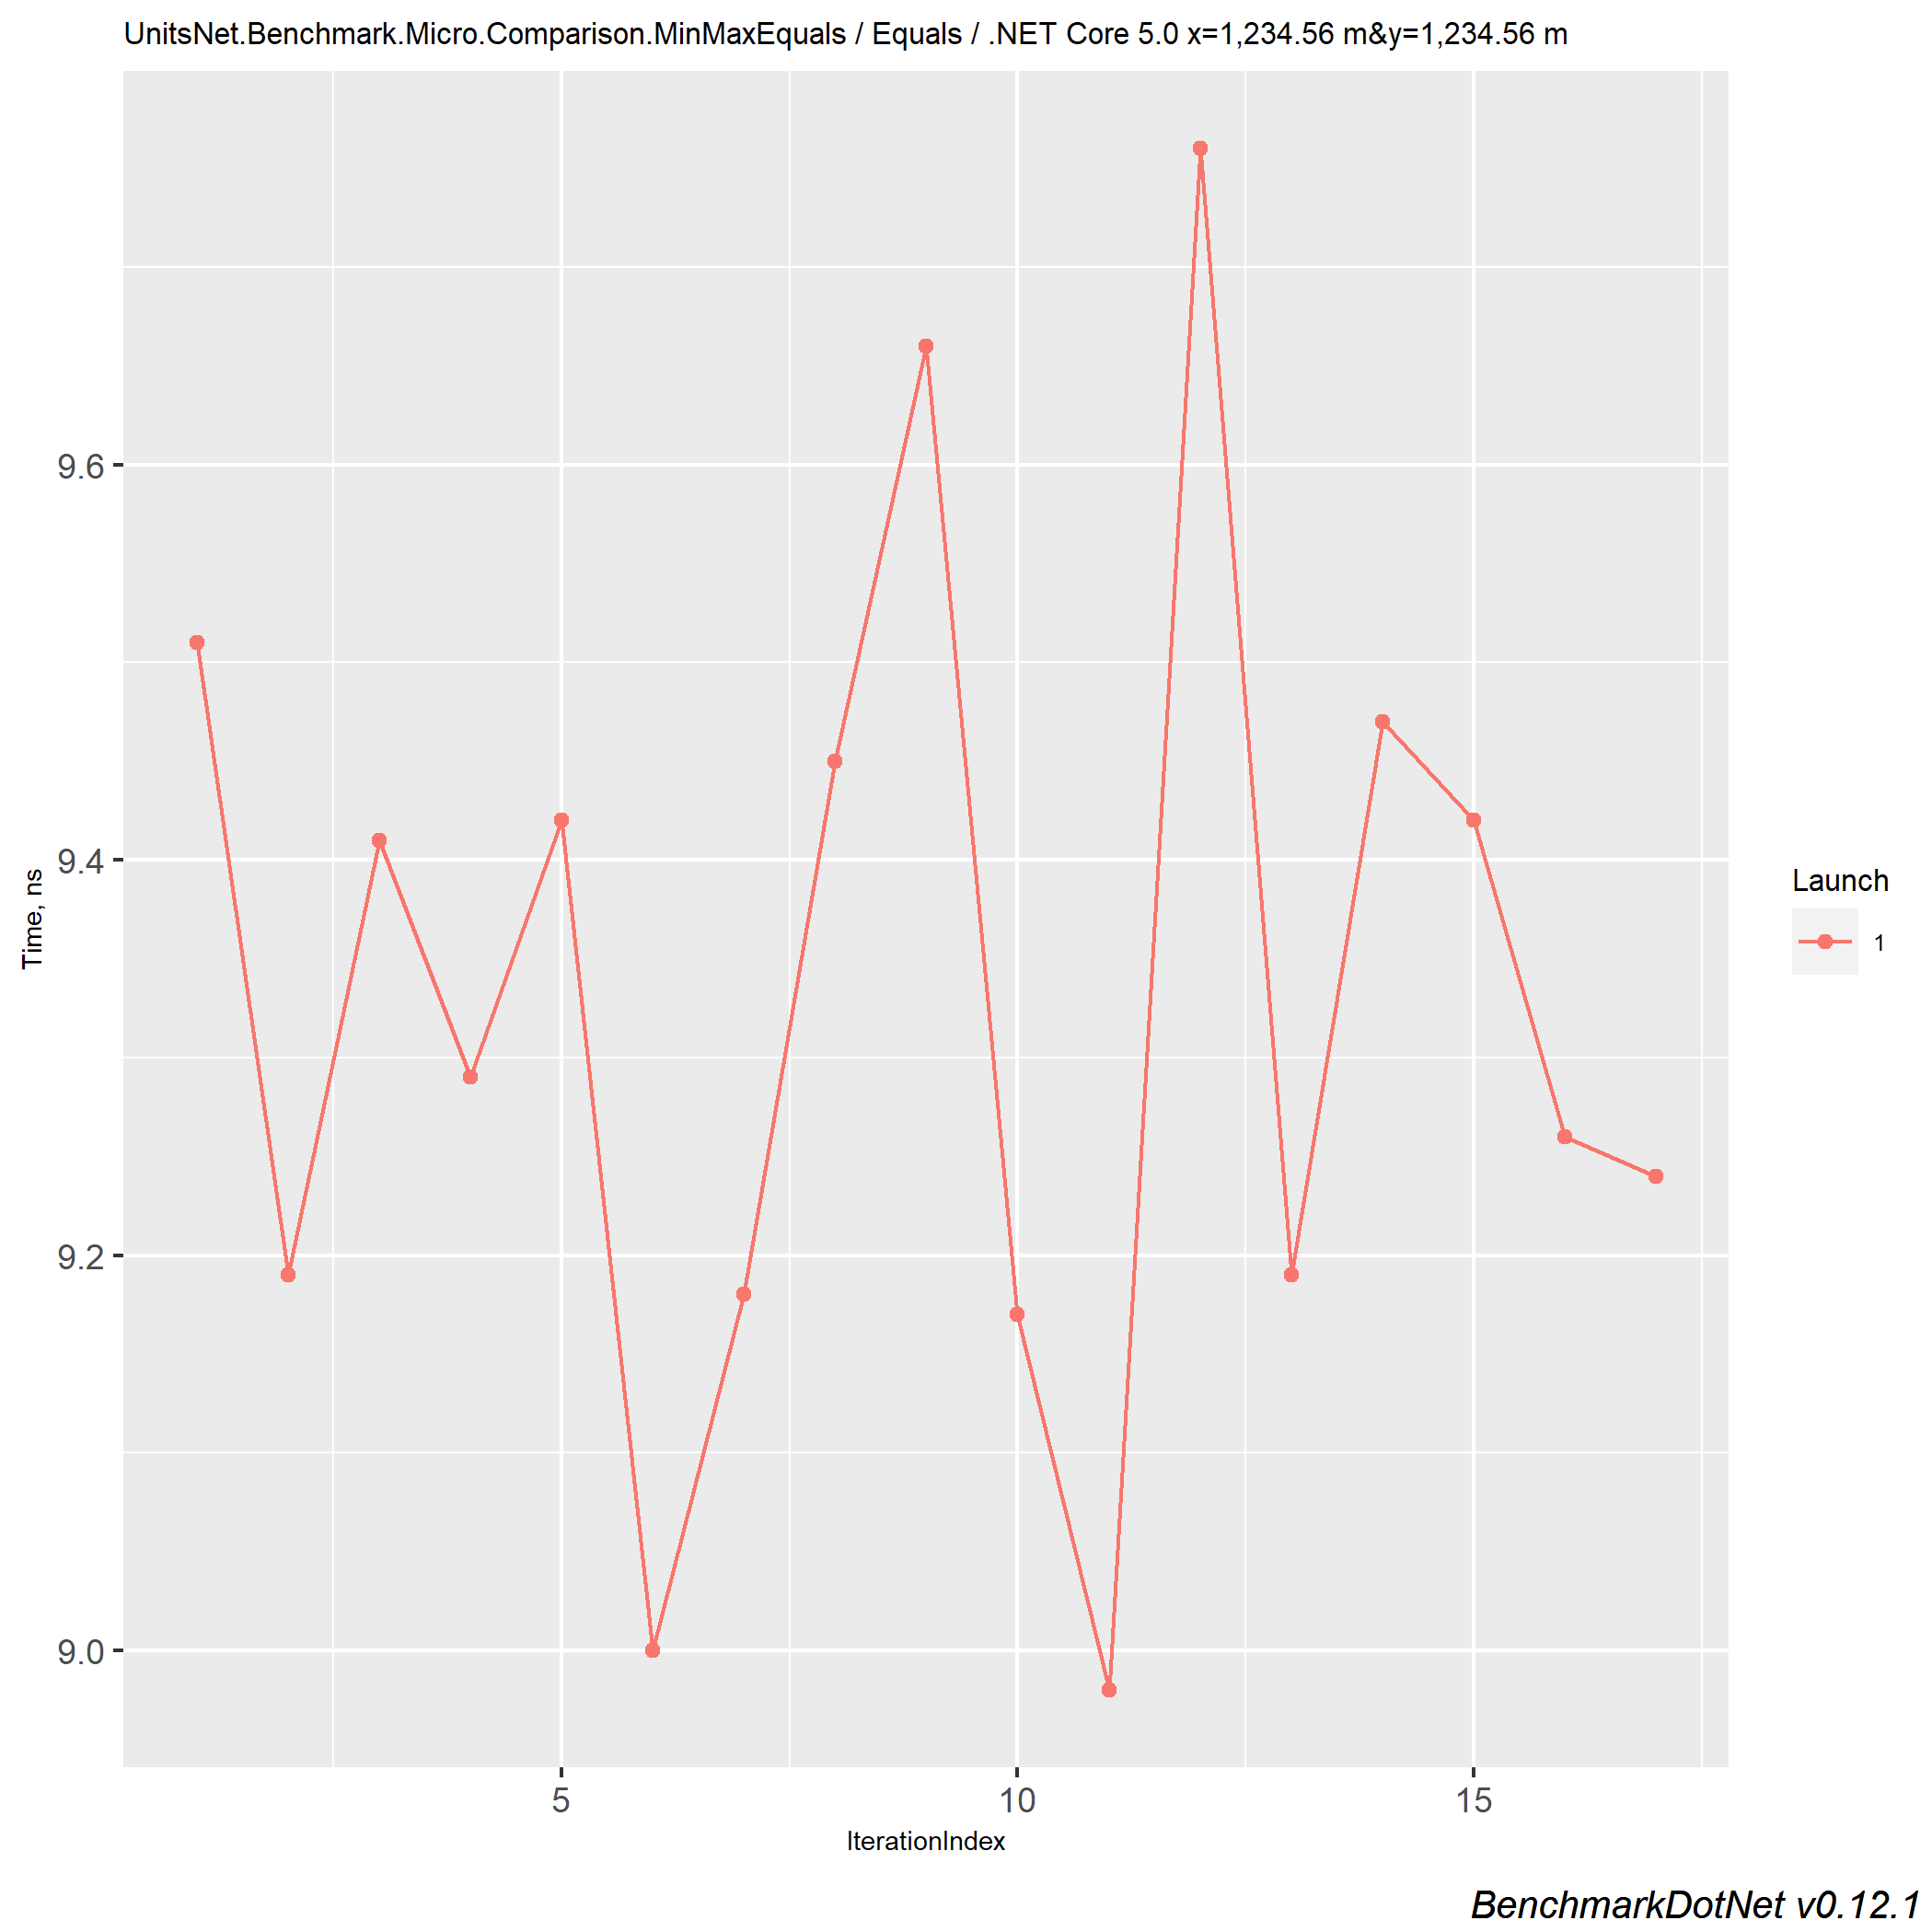 UnitsNet.Benchmark.Micro.Comparison.MinMaxEquals / Equals / .NET Core 5.0 x=1,234.56 m&y=1,234.56 m
9.6
9.4
9.2
9.0
Time, ns
5 10 15
IterationIndex
Launch
1
BenchmarkDotNet v0.12.1